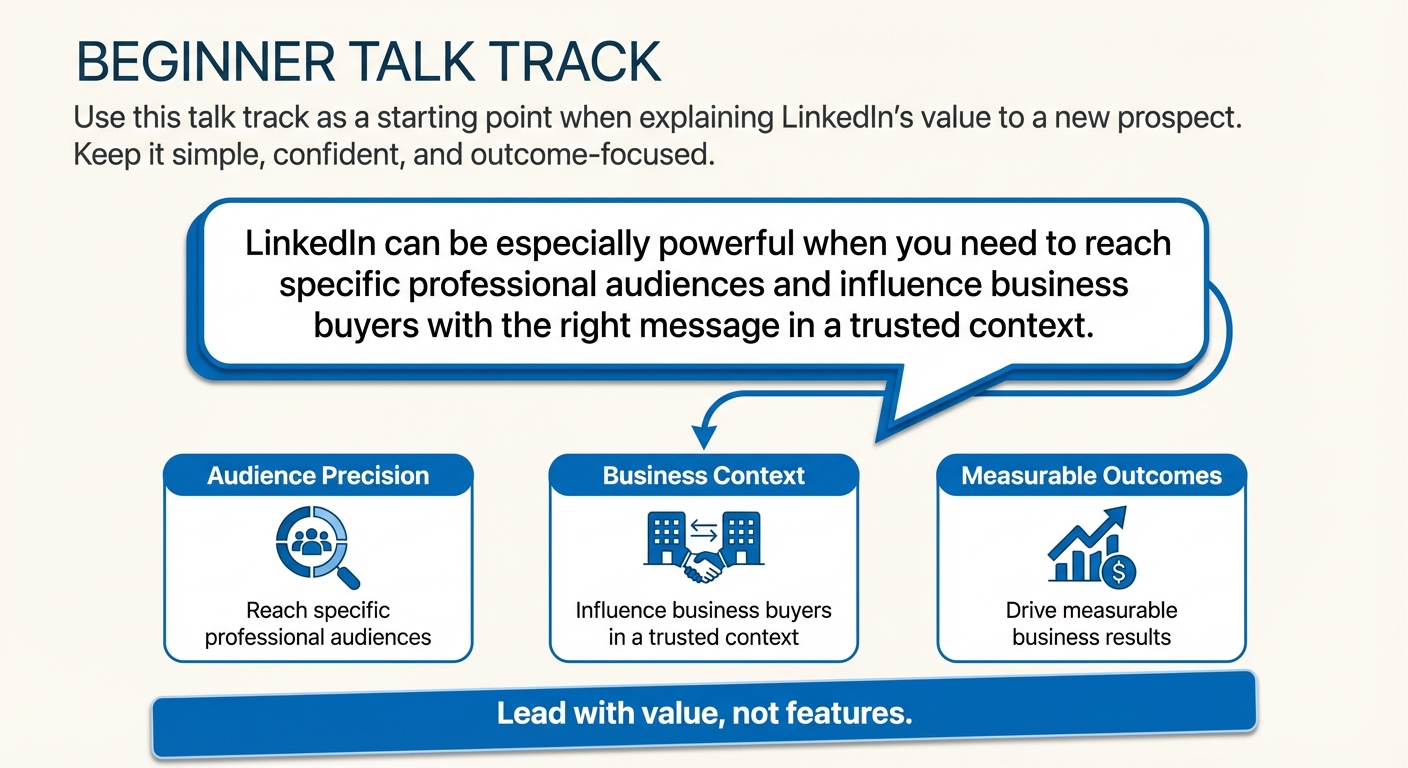 BEGINNER TALK TRACK
Use this talk track as a starting point when explaining LinkedIn’s value to a new prospect.
Keep it simple, confident, and outcome-focused.
LinkedIn can be especially powerful when you need to reach
specific professional audiences and influence business
buyers with the right message in a trusted context.
Audience Precision
Reach specific
professional audiences
Business Context
Influence business buyers
in a trusted context
Measurable Outcomes
$
Drive measurable
business results
Lead with value, not features.